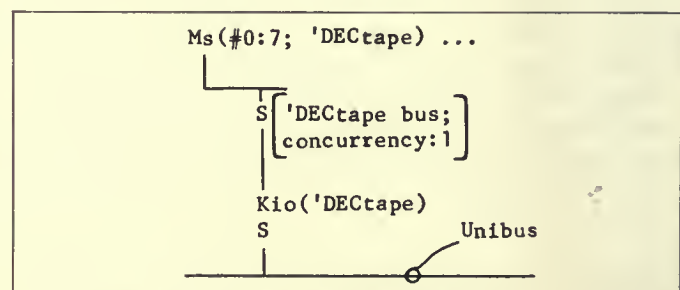 Ms(#0:7; 'DECtape) ...
S ['DECtape bus;
concurrency:1]
Kio('DECtape)
S Unibus